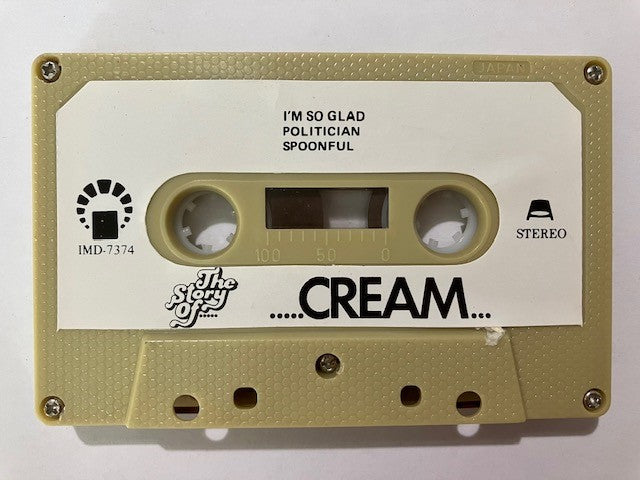 JAPAN
I'M SO GLAD
POLITICIAN
SPOONFUL
IMD-7374
STEREO
100 50 0
The
Story
Of.....
.....CREAM...